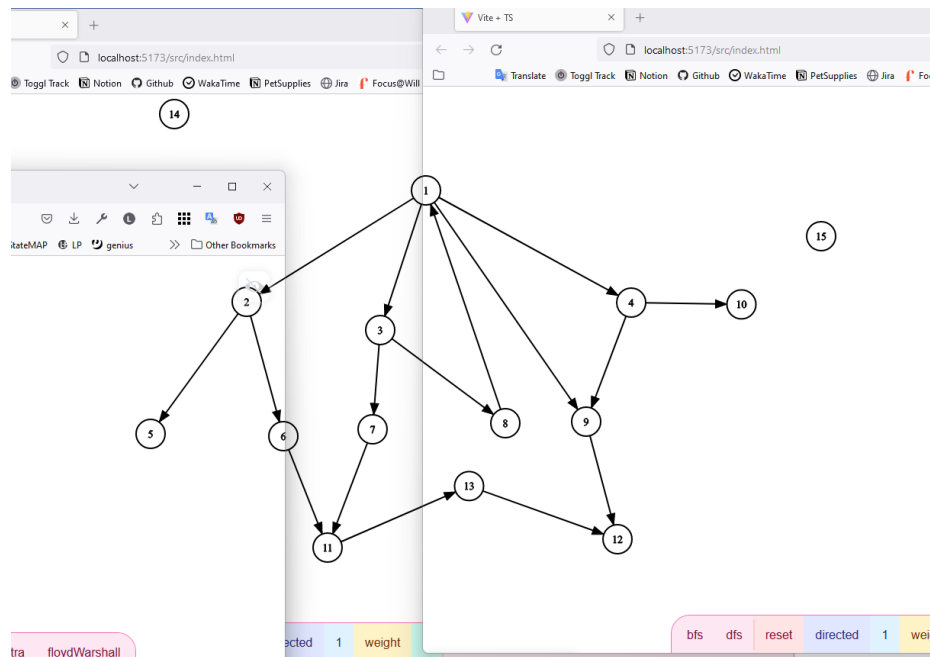 Vite + TS
localhost:5173/src/index.html
localhost:5173/src/index.html
Toggl Track Notion Github WakaTime PetSupplies Jira Focus@Will
Translate Toggl Track Notion Github WakaTime PetSupplies Jira Fo
14
1
L
LP genius Other Bookmarks
15
2
4
10
3
5
6
7
8
9
13
11
12
bfs dfs reset directed 1 wei
ected 1 weight
tra floydWarshall